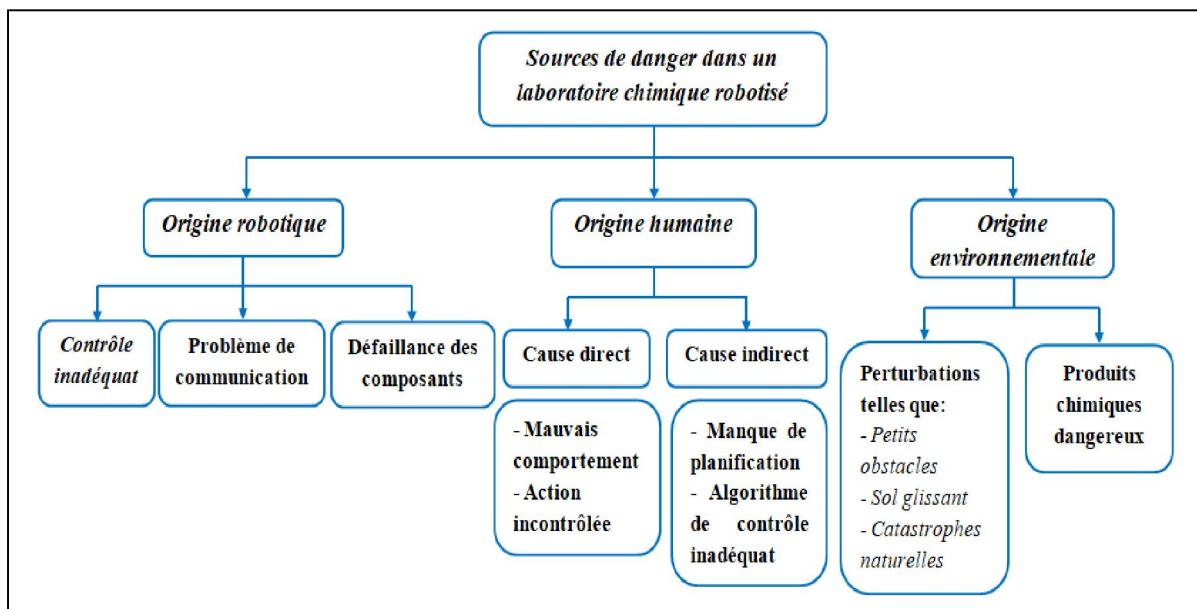 Sources de danger dans un
laboratoire chimique robotisé
Origine robotique
Origine humaine
Origine
environnementale
Contrôle
inadéquat
Problème de
communication
Défaillance des
composants
Cause direct
Cause indirect
Perturbations
telles que:
- Petits
obstacles
- Sol glissant
- Catastrophes
naturelles
Produits
chimiques
dangereux
- Mauvais
comportement
- Action
incontrôlée
- Manque de
planification
- Algorithme
de contrôle
inadéquat